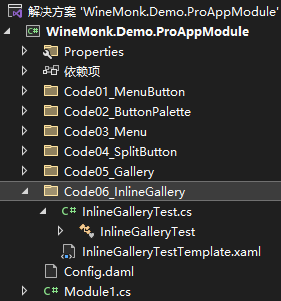 解决方案 'WineMonk.Demo.ProAppModule'
C# WineMonk.Demo.ProAppModule
Properties
依赖项
Code01_MenuButton
Code02_ButtonPalette
Code03_Menu
Code04_SplitButton
Code05_Gallery
Code06_InlineGallery
C# InlineGalleryTest.cs
InlineGalleryTest
InlineGalleryTestTemplate.xaml
Config.daml
C# Module1.cs